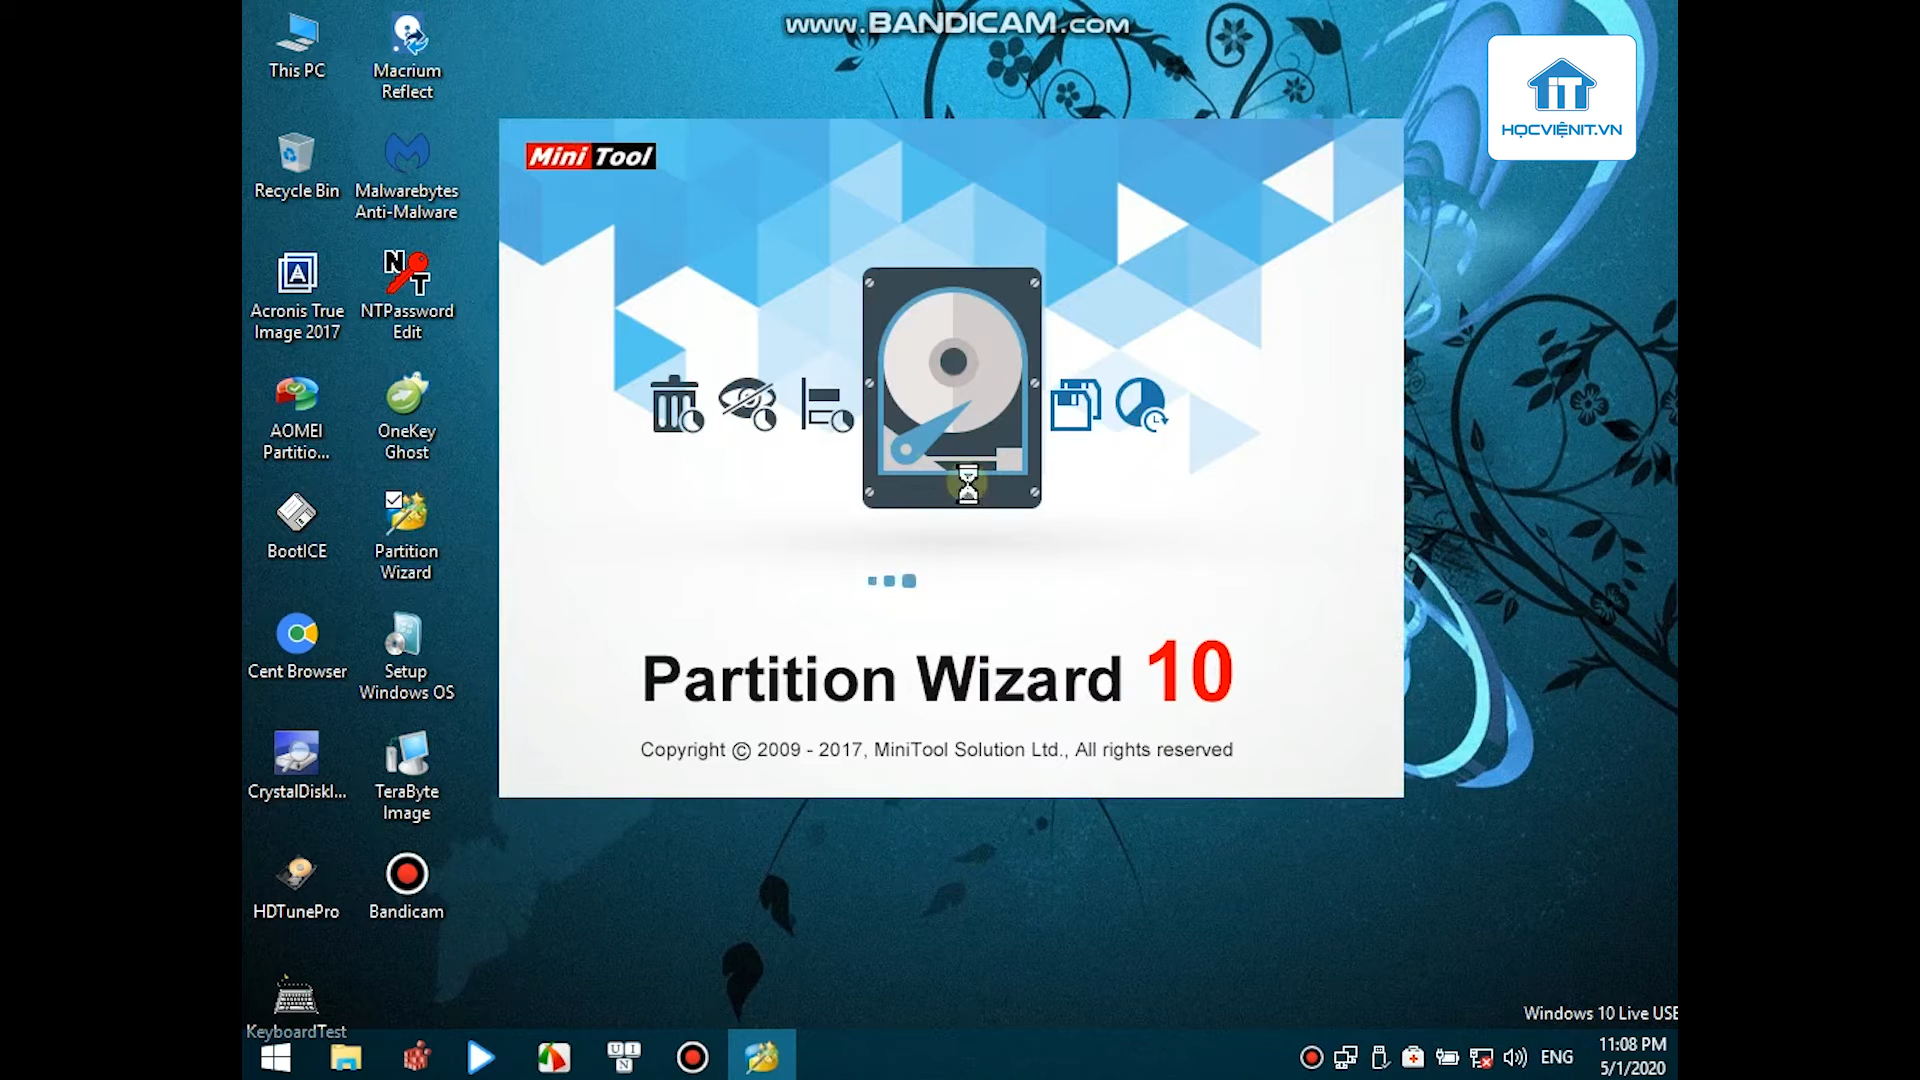 www.BANDICAM.com
HỌCVIỆNIT.VN
This PC
Macrium
Reflect
Recycle Bin
Malwarebytes
Anti-Malware
Acronis True
Image 2017
NTPassword
Edit
AOMEI
Partitio...
OneKey
Ghost
BootICE
Partition
Wizard
Cent Browser
Setup
Windows OS
CrystalDiskI...
TeraByte
Image
HDTunePro
Bandicam
KeyboardTest
Mini Tool
Partition Wizard 10
Copyright © 2009 - 2017, MiniTool Solution Ltd., All rights reserved
Windows 10 Live USB
U I
N
ENG
11:08 PM
5/1/2020